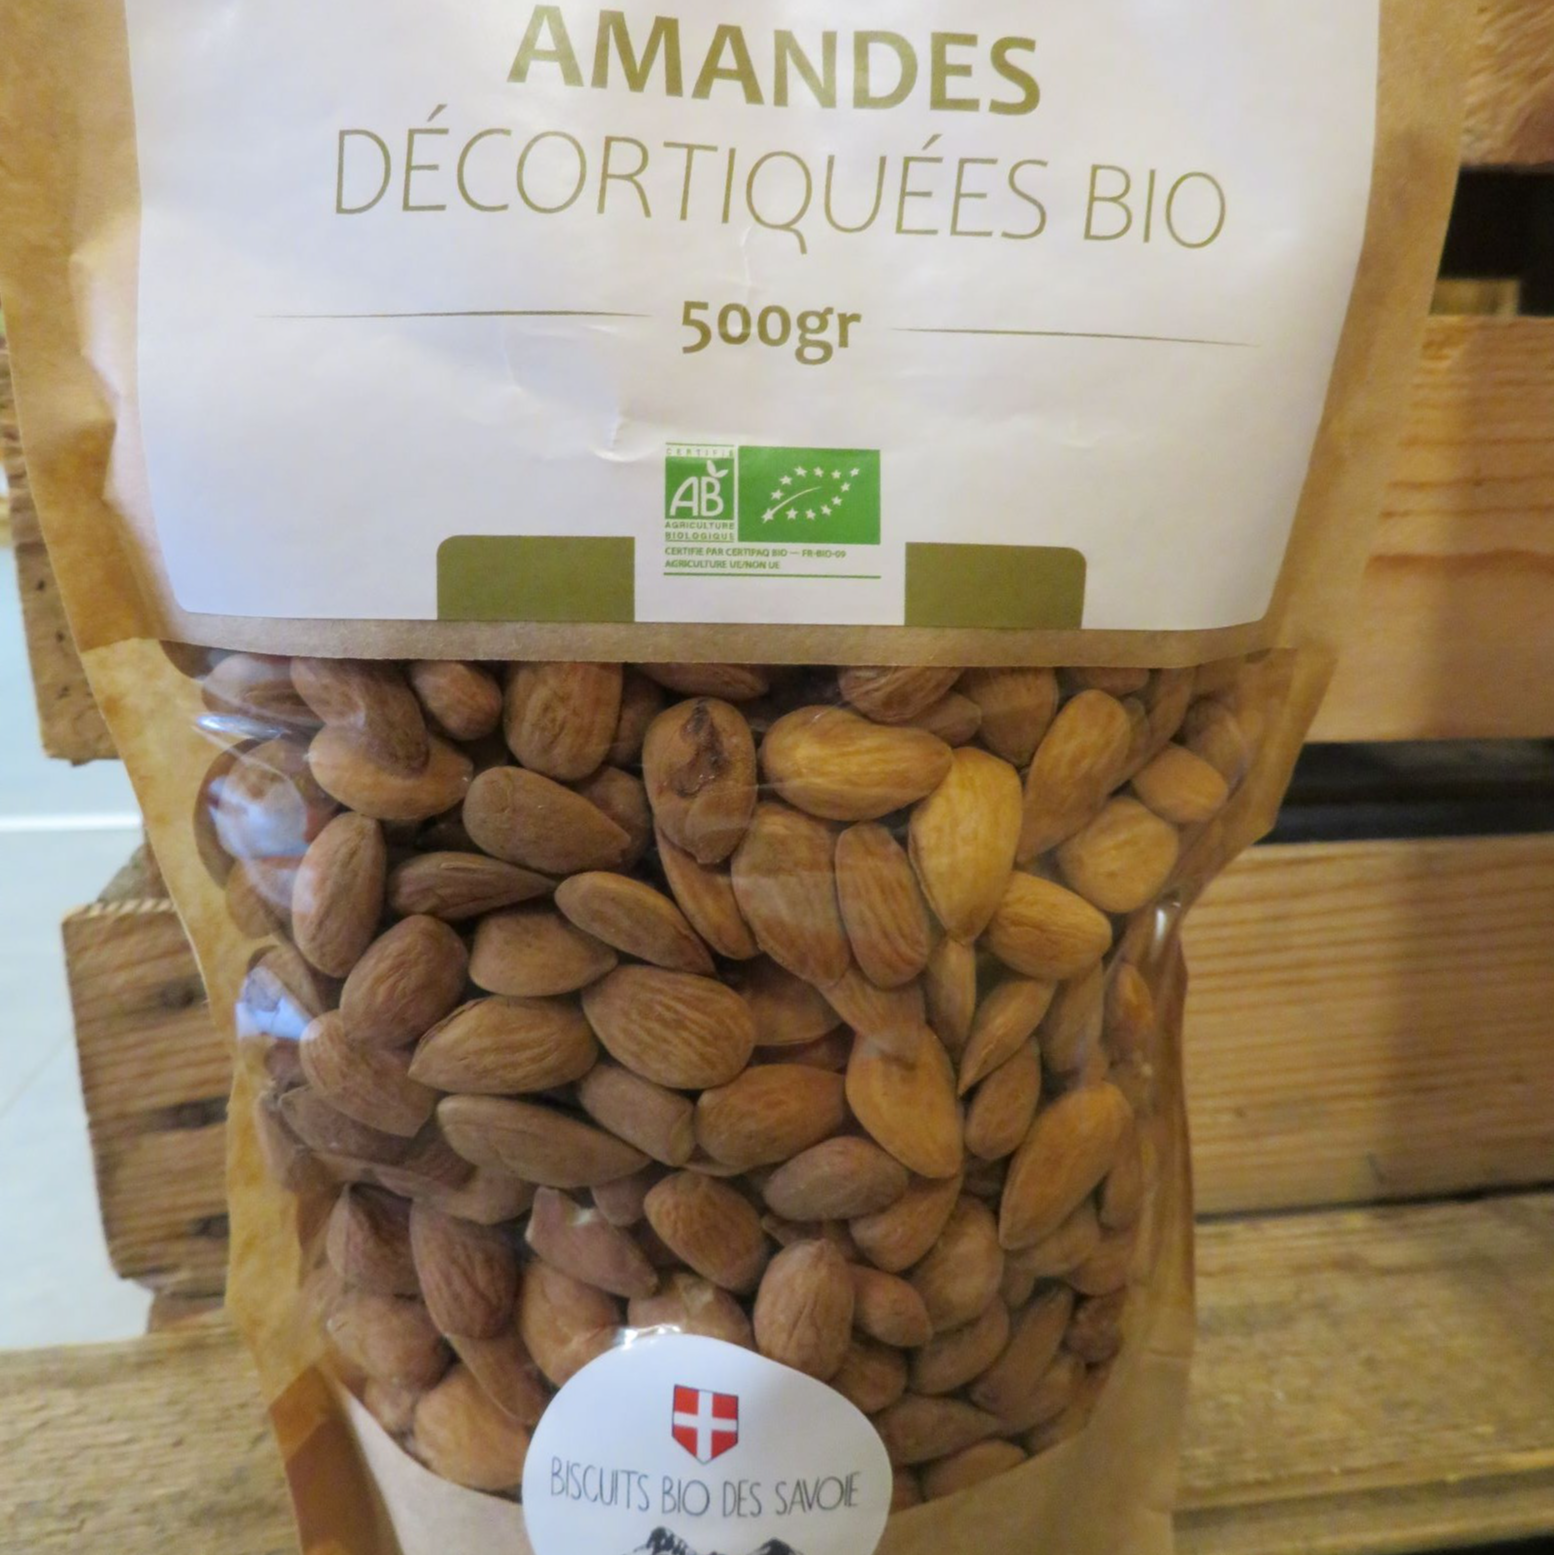 AMANDES
DÉCORTIQUÉES BIO
500gr
CERTIFIÉ
AB
AGRICULTURE
BIOLOGIQUE
CERTIFIE PAR CERTIPAQ BIO — FR-BIO-09
AGRICULTURE UE/NON UE
BISCUITS BIO DES SAVOIE